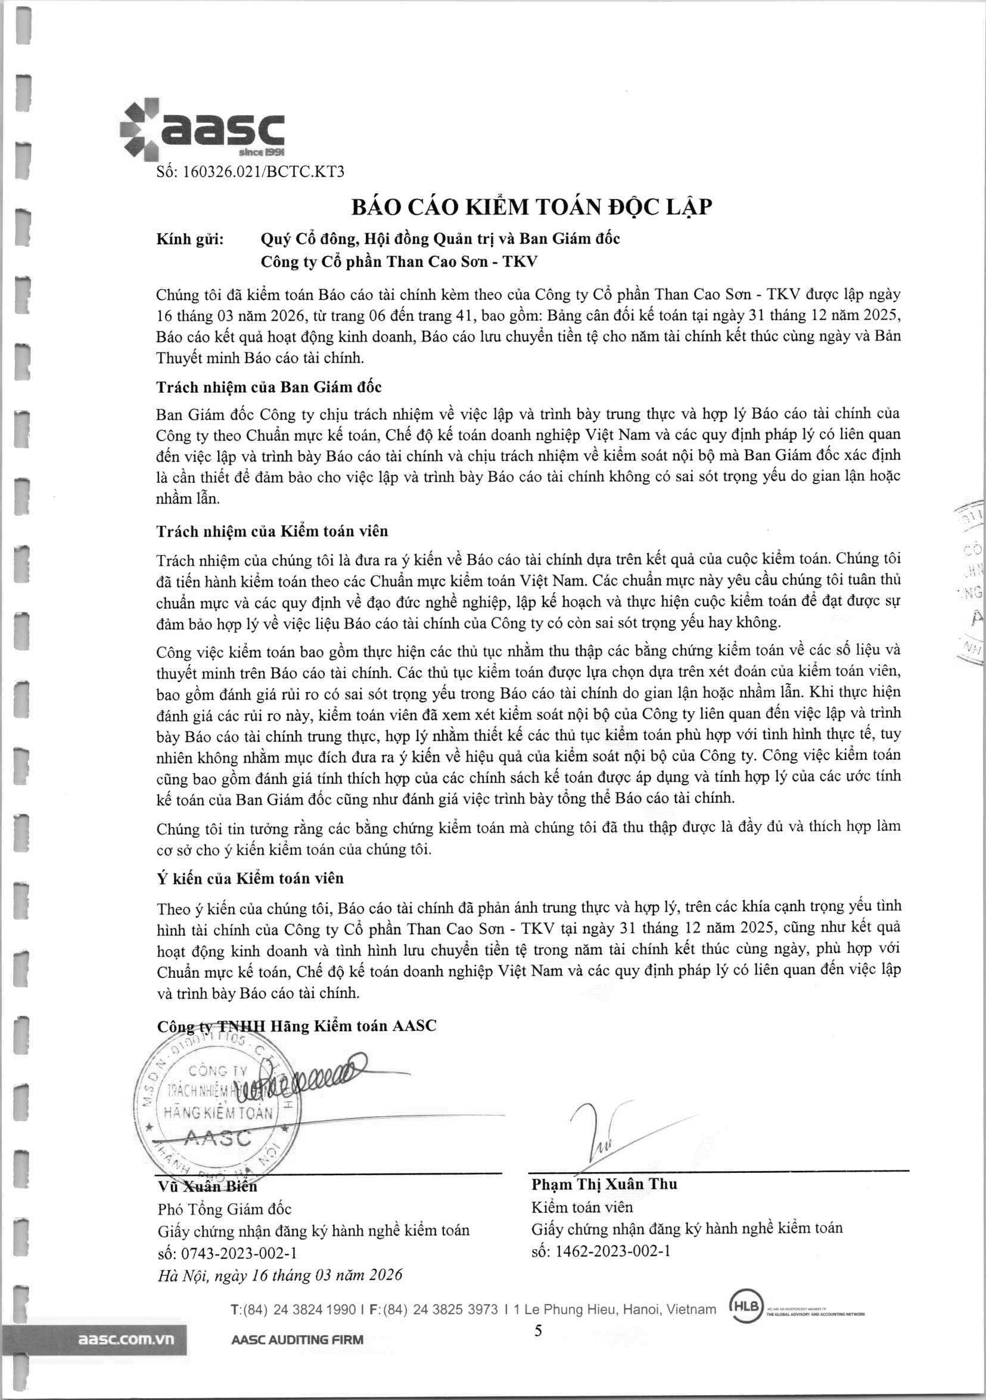 aasc
since 1991
Số: 160326.021/BCTC.KT3
BÁO CÁO KIỂM TOÁN ĐỘC LẬP
Kính gửi: Quý Cổ đông, Hội đồng Quản trị và Ban Giám đốc
Công ty Cổ phần Than Cao Sơn - TKV
Chúng tôi đã kiểm toán Báo cáo tài chính kèm theo của Công ty Cổ phần Than Cao Sơn - TKV được lập ngày
16 tháng 03 năm 2026, từ trang 06 đến trang 41, bao gồm: Bảng cân đối kế toán tại ngày 31 tháng 12 năm 2025,
Báo cáo kết quả hoạt động kinh doanh, Báo cáo lưu chuyển tiền tệ cho năm tài chính kết thúc cùng ngày và Bản
Thuyết minh Báo cáo tài chính.
Trách nhiệm của Ban Giám đốc
Ban Giám đốc Công ty chịu trách nhiệm về việc lập và trình bày trung thực và hợp lý Báo cáo tài chính của
Công ty theo Chuẩn mực kế toán, Chế độ kế toán doanh nghiệp Việt Nam và các quy định pháp lý có liên quan
đến việc lập và trình bày Báo cáo tài chính và chịu trách nhiệm về kiểm soát nội bộ mà Ban Giám đốc xác định
là cần thiết để đảm bảo cho việc lập và trình bày Báo cáo tài chính không có sai sót trọng yếu do gian lận hoặc
nhầm lẫn.
Trách nhiệm của Kiểm toán viên
Trách nhiệm của chúng tôi là đưa ra ý kiến về Báo cáo tài chính dựa trên kết quả của cuộc kiểm toán. Chúng tôi
đã tiến hành kiểm toán theo các Chuẩn mực kiểm toán Việt Nam. Các chuẩn mực này yêu cầu chúng tôi tuân thủ
chuẩn mực và các quy định về đạo đức nghề nghiệp, lập kế hoạch và thực hiện cuộc kiểm toán để đạt được sự
đảm bảo hợp lý về việc liệu Báo cáo tài chính của Công ty có còn sai sót trọng yếu hay không.
Công việc kiểm toán bao gồm thực hiện các thủ tục nhằm thu thập các bằng chứng kiểm toán về các số liệu và
thuyết minh trên Báo cáo tài chính. Các thủ tục kiểm toán được lựa chọn dựa trên xét đoán của kiểm toán viên,
bao gồm đánh giá rủi ro có sai sót trọng yếu trong Báo cáo tài chính do gian lận hoặc nhầm lẫn. Khi thực hiện
đánh giá các rủi ro này, kiểm toán viên đã xem xét kiểm soát nội bộ của Công ty liên quan đến việc lập và trình
bày Báo cáo tài chính trung thực, hợp lý nhằm thiết kế các thủ tục kiểm toán phù hợp với tình hình thực tế, tuy
nhiên không nhằm mục đích đưa ra ý kiến về hiệu quả của kiểm soát nội bộ của Công ty. Công việc kiểm toán
cũng bao gồm đánh giá tính thích hợp của các chính sách kế toán được áp dụng và tính hợp lý của các ước tính
kế toán của Ban Giám đốc cũng như đánh giá việc trình bày tổng thể Báo cáo tài chính.
Chúng tôi tin tưởng rằng các bằng chứng kiểm toán mà chúng tôi đã thu thập được là đầy đủ và thích hợp làm
cơ sở cho ý kiến kiểm toán của chúng tôi.
Ý kiến của Kiểm toán viên
Theo ý kiến của chúng tôi, Báo cáo tài chính đã phản ánh trung thực và hợp lý, trên các khía cạnh trọng yếu tình
hình tài chính của Công ty Cổ phần Than Cao Sơn - TKV tại ngày 31 tháng 12 năm 2025, cũng như kết quả
hoạt động kinh doanh và tình hình lưu chuyển tiền tệ trong năm tài chính kết thúc cùng ngày, phù hợp với
Chuẩn mực kế toán, Chế độ kế toán doanh nghiệp Việt Nam và các quy định pháp lý có liên quan đến việc lập
và trình bày Báo cáo tài chính.
Công ty TNHH Hãng Kiểm toán AASC
M.S.D.N: 0100111105 - C.T.
CÔNG TY
TRÁCH NHIỆM
HÃNG KIỂM TOÁN
AASC
THÀNH PHỐ HÀ NỘI
Vũ Xuân Biển
Phó Tổng Giám đốc
Giấy chứng nhận đăng ký hành nghề kiểm toán
số: 0743-2023-002-1
Hà Nội, ngày 16 tháng 03 năm 2026
Phạm Thị Xuân Thu
Kiểm toán viên
Giấy chứng nhận đăng ký hành nghề kiểm toán
số: 1462-2023-002-1
T:(84) 24 3824 1990 I F:(84) 24 3825 3973 I 1 Le Phung Hieu, Hanoi, Vietnam
HLB
THE GLOBAL ADVISORY AND ACCOUNTING NETWORK
aasc.com.vn
AASC AUDITING FIRM
5